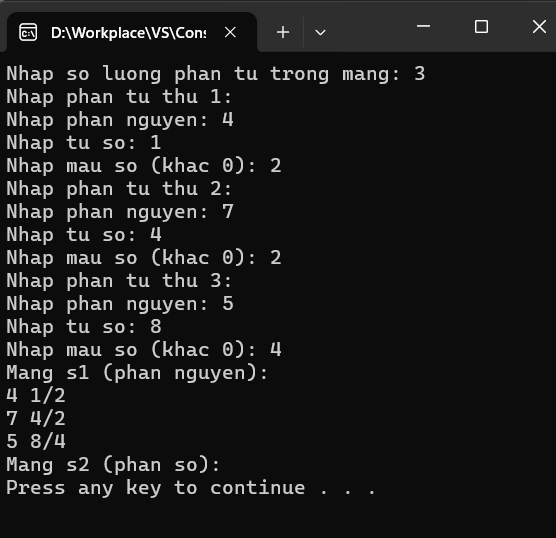 D:\Workplace\VS\Cons
Nhap so luong phan tu trong mang: 3
Nhap phan tu thu 1:
Nhap phan nguyen: 4
Nhap tu so: 1
Nhap mau so (khac 0): 2
Nhap phan tu thu 2:
Nhap phan nguyen: 7
Nhap tu so: 4
Nhap mau so (khac 0): 2
Nhap phan tu thu 3:
Nhap phan nguyen: 5
Nhap tu so: 8
Nhap mau so (khac 0): 4
Mang s1 (phan nguyen):
4 1/2
7 4/2
5 8/4
Mang s2 (phan so):
Press any key to continue . . .